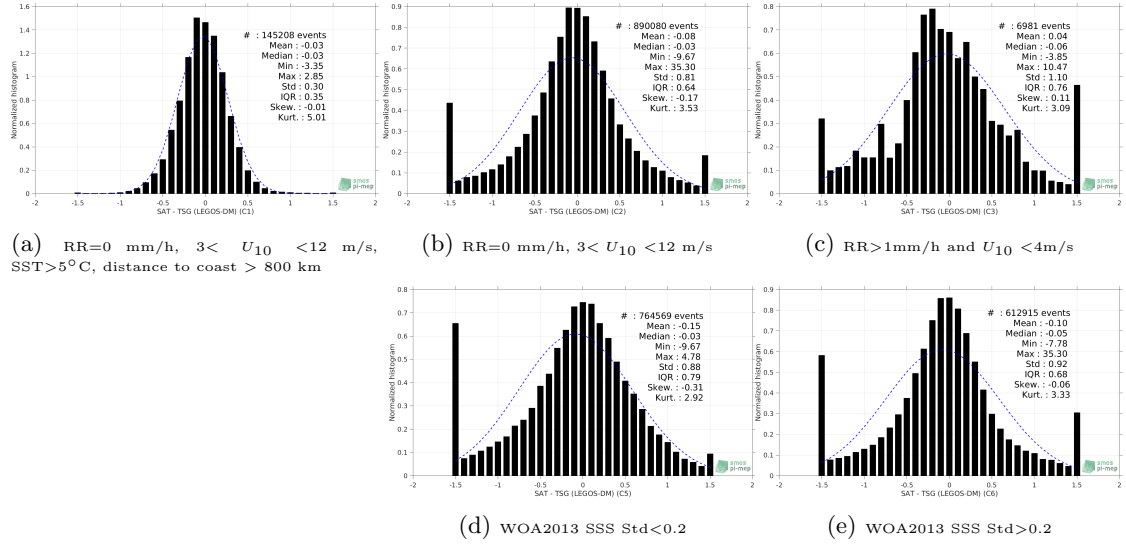 1.6
1.4
1.2
1
0.8
0.6
0.4
0.2
0
Normalized histogram
# : 145208 events
Mean : -0.03
Median : -0.03
Min : -3.35
Max : 2.85
Std : 0.30
IQR : 0.35
Skew. : -0.01
Kurt. : 5.01
smos
pi-mep
-2 -1.5 -1 -0.5 0 0.5 1 1.5 2
SAT - TSG (LEGOS-DM) (C1)
(a) RR=0 mm/h, 3< U10 <12 m/s,
SST>5°C, distance to coast > 800 km
0.9
0.8
0.7
0.6
0.5
0.4
0.3
0.2
0.1
0
Normalized histogram
# : 890080 events
Mean : -0.08
Median : -0.03
Min : -9.67
Max : 35.30
Std : 0.81
IQR : 0.64
Skew. : -0.17
Kurt. : 3.53
smos
pi-mep
-2 -1.5 -1 -0.5 0 0.5 1 1.5 2
SAT - TSG (LEGOS-DM) (C2)
(b) RR=0 mm/h, 3< U10 <12 m/s
0.8
0.7
0.6
0.5
0.4
0.3
0.2
0.1
0
Normalized histogram
# : 6981 events
Mean : 0.04
Median : -0.06
Min : -3.85
Max : 10.47
Std : 1.10
IQR : 0.76
Skew. : 0.11
Kurt. : 3.09
smos
pi-mep
-2 -1.5 -1 -0.5 0 0.5 1 1.5 2
SAT - TSG (LEGOS-DM) (C3)
(c) RR>1mm/h and U10 <4m/s
0.8
0.7
0.6
0.5
0.4
0.3
0.2
0.1
0
Normalized histogram
# : 764569 events
Mean : -0.15
Median : -0.03
Min : -9.67
Max : 4.78
Std : 0.88
IQR : 0.79
Skew. : -0.31
Kurt. : 2.92
smos
pi-mep
-2 -1.5 -1 -0.5 0 0.5 1 1.5 2
SAT - TSG (LEGOS-DM) (C5)
(d) WOA2013 SSS Std<0.2
0.9
0.8
0.7
0.6
0.5
0.4
0.3
0.2
0.1
0
Normalized histogram
# : 612915 events
Mean : -0.10
Median : -0.05
Min : -7.78
Max : 35.30
Std : 0.92
IQR : 0.68
Skew. : -0.06
Kurt. : 3.33
smos
pi-mep
-2 -1.5 -1 -0.5 0 0.5 1 1.5 2
SAT - TSG (LEGOS-DM) (C6)
(e) WOA2013 SSS Std>0.2